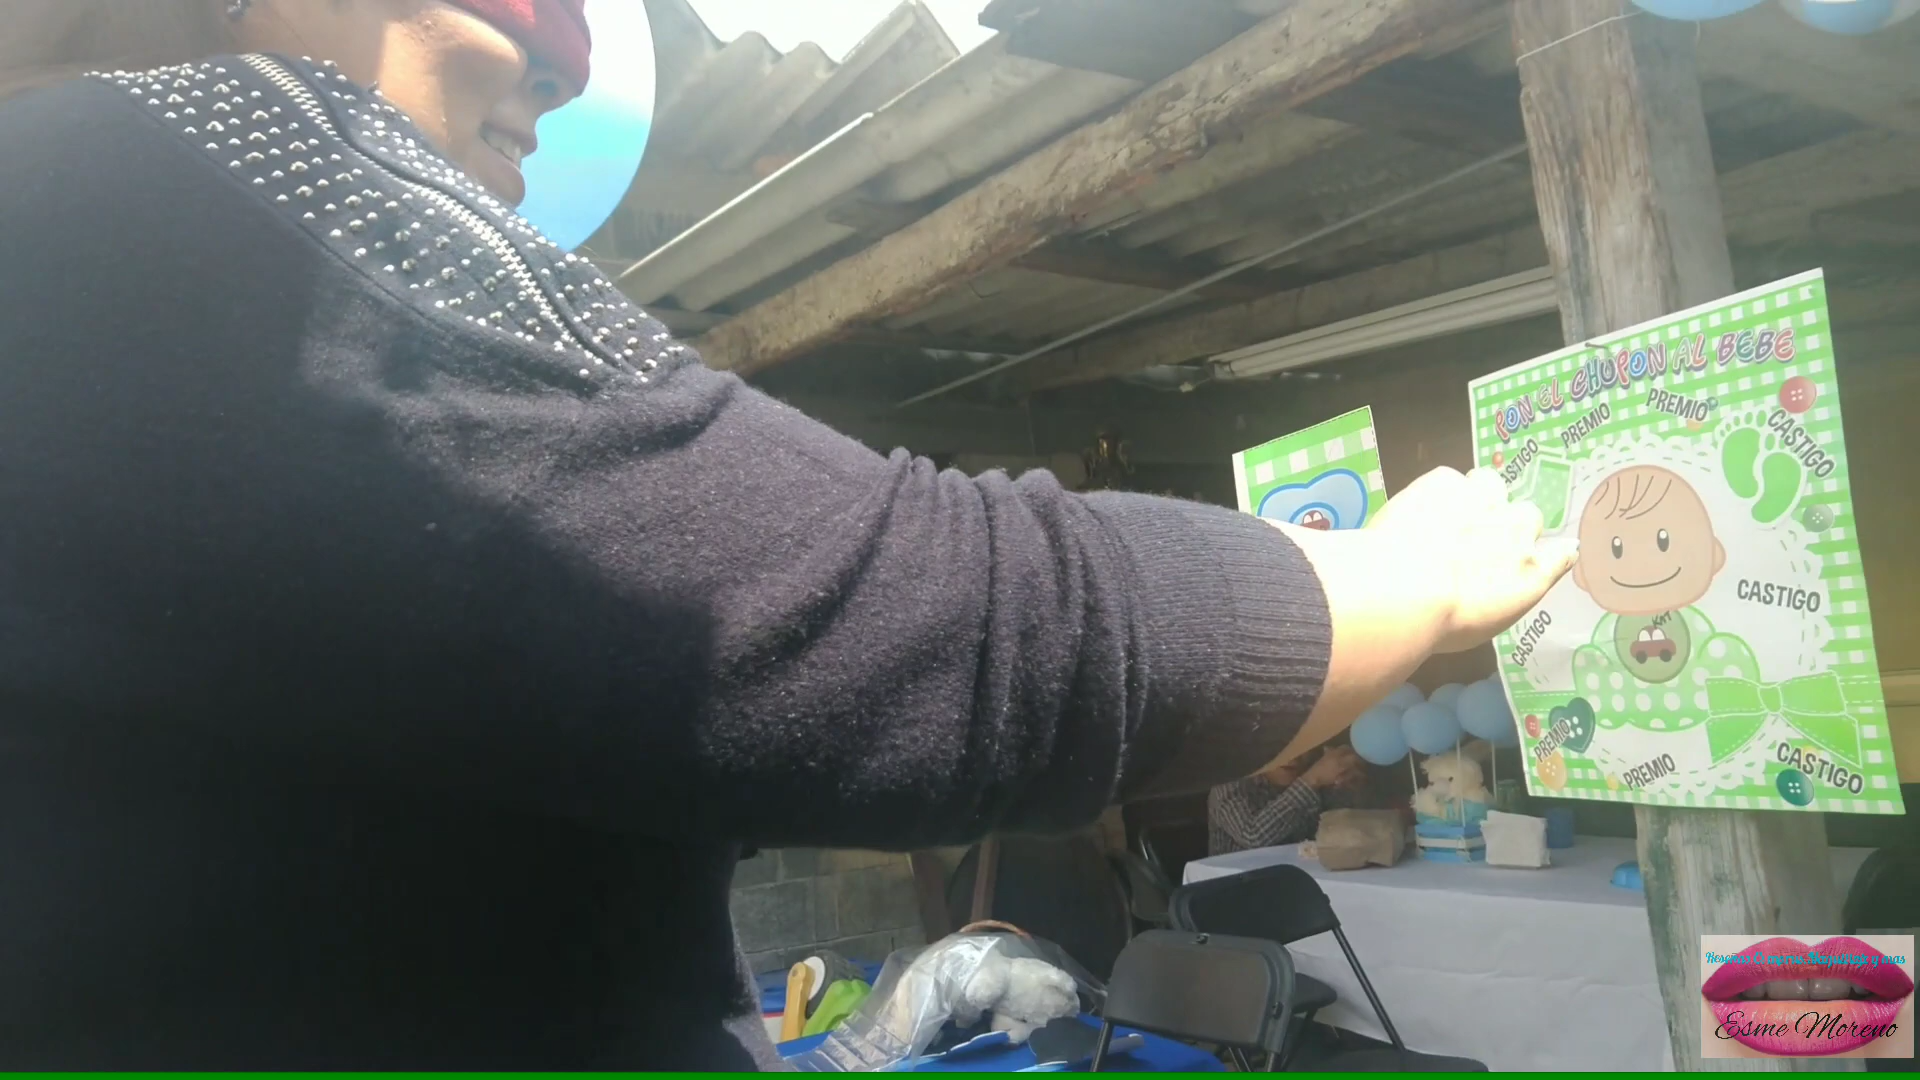 PON EL CHUPON AL BEBE
PREMIO
PREMIO
CASTIGO
CASTIGO
CASTIGO
CASTIGO
PREMIO
PREMIO
CASTIGO
Esme Moreno